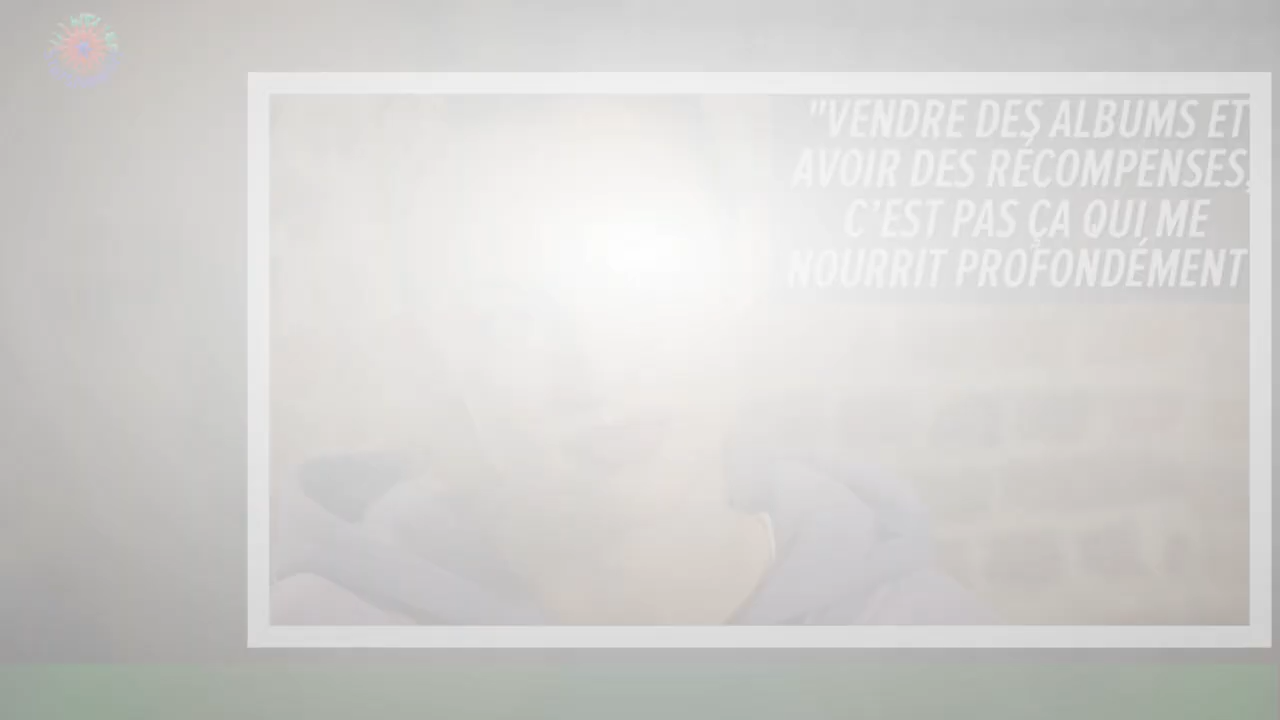 "VENDRE DES ALBUMS ET
AVOIR DES RÉCOMPENSES,
C'EST PAS ÇA QUI ME
NOURRIT PROFONDÉMENT